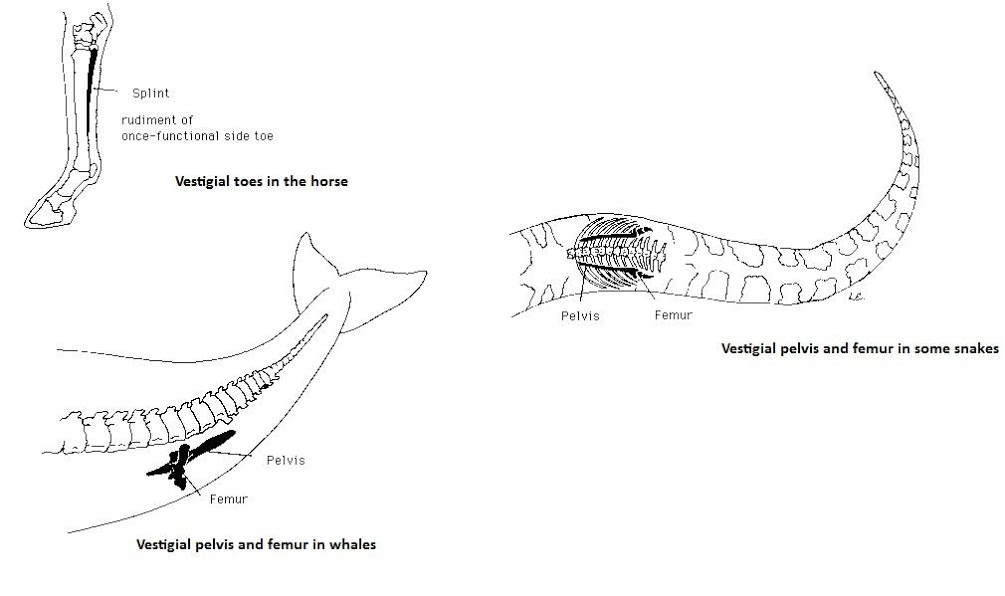 Splint
rudiment of
once-functional side toe
Vestigial toes in the horse
Pelvis
Femur
Vestigial pelvis and femur in some snakes
Pelvis
Femur
Vestigial pelvis and femur in whales